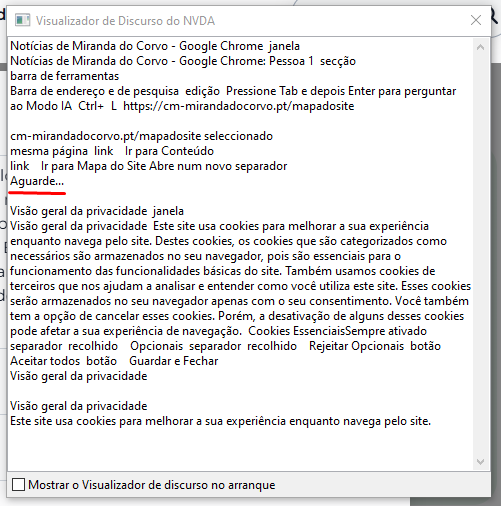 Visualizador de Discurso do NVDA
Notícias de Miranda do Corvo - Google Chrome  janela
Notícias de Miranda do Corvo - Google Chrome: Pessoa 1  secção
barra de ferramentas
Barra de endereço e de pesquisa  edição  Pressione Tab e depois Enter para perguntar
ao Modo IA  Ctrl+  L  https://cm-mirandadocorvo.pt/mapadosite
cm-mirandadocorvo.pt/mapadosite seleccionado
mesma página  link    Ir para Conteúdo
link    Ir para Mapa do Site Abre num novo separador
Aguarde...
Visão geral da privacidade  janela
Visão geral da privacidade  Este site usa cookies para melhorar a sua experiência
enquanto navega pelo site. Destes cookies, os cookies que são categorizados como
necessários são armazenados no seu navegador, pois são essenciais para o
funcionamento das funcionalidades básicas do site. Também usamos cookies de
terceiros que nos ajudam a analisar e entender como você utiliza este site. Esses cookies
serão armazenados no seu navegador apenas com o seu consentimento. Você também
tem a opção de cancelar esses cookies. Porém, a desativação de alguns desses cookies
pode afetar a sua experiência de navegação.  Cookies EssenciaisSempre ativado
separador  recolhido    Opcionais  separador  recolhido    Rejeitar Opcionais  botão
Aceitar todos  botão    Guardar e Fechar
Visão geral da privacidade
Visão geral da privacidade
Este site usa cookies para melhorar a sua experiência enquanto navega pelo site.
Mostrar o Visualizador de discurso no arranque